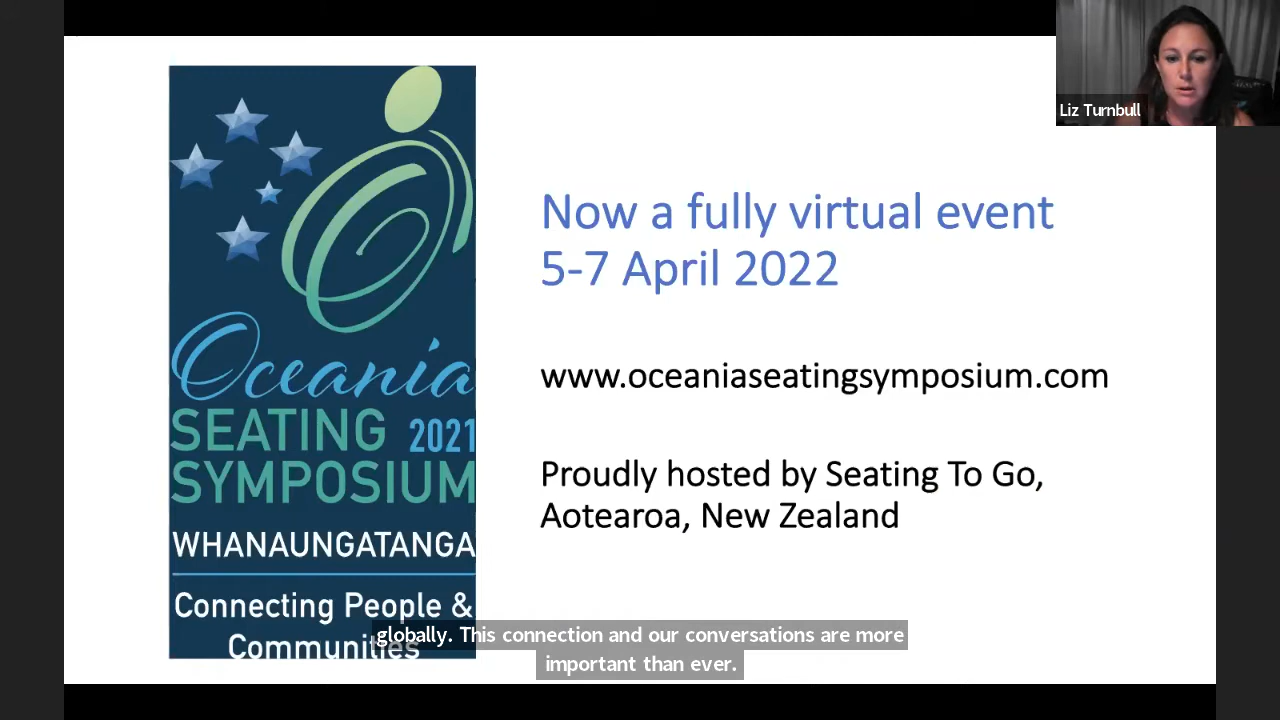 Liz Turnbull
Oceania
SEATING 2021
SYMPOSIUM
WHANAUNGATANGA
Connecting People &
Communities
Now a fully virtual event
5-7 April 2022
www.oceaniaseatingsymposium.com
Proudly hosted by Seating To Go,
Aotearoa, New Zealand
globally. This connection and our conversations are more
important than ever.